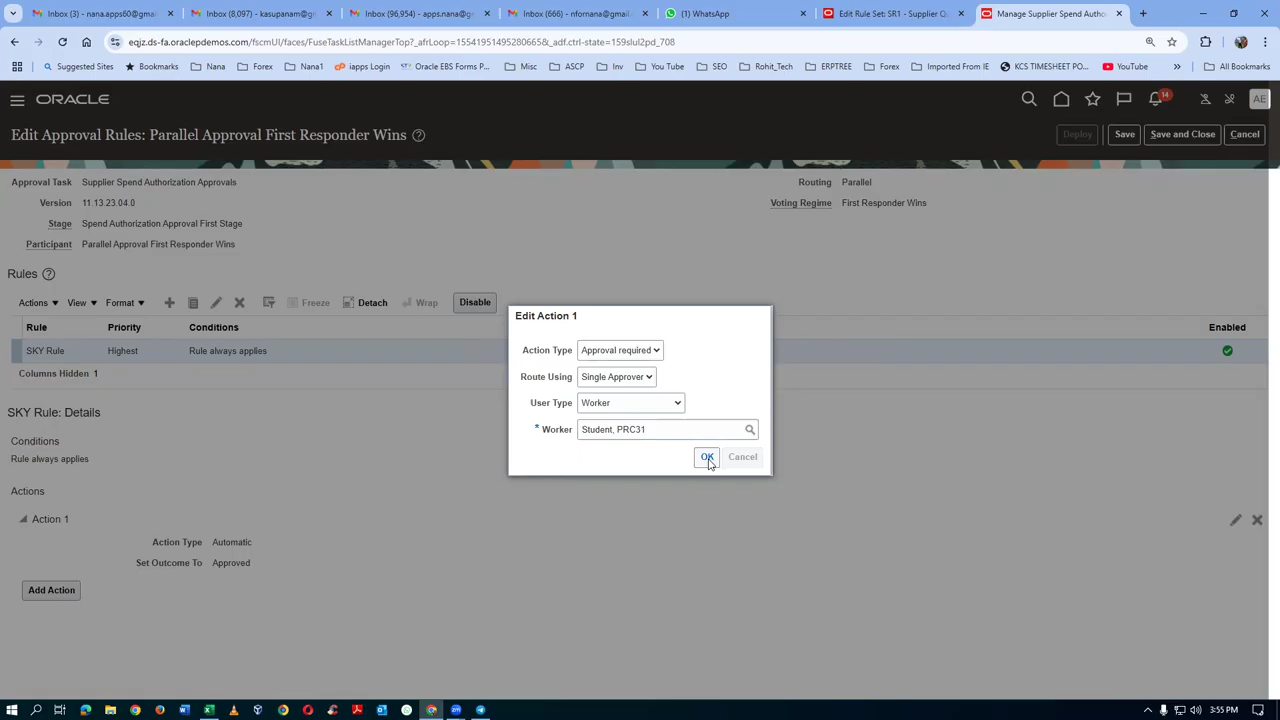 Inbox (3) - nana.apps60@gmail
Inbox (8,097) - kasupanam@gm
Inbox (96,954) - apps.nana@gm
Inbox (666) - nfornana@gmail.c
(1) WhatsApp
Edit Rule Set: SR1 - Supplier Qu
Manage Supplier Spend Autho
eqjz.ds-fa.oraclepdemos.com/fscmUI/faces/FuseTaskListManagerTop?_afrLoop=15541951495280665&_adf.ctrl-state=159slul2pd_708
Suggested Sites
Bookmarks
Nana
Forex
Nana1
iapps Login
Oracle EBS Forms P...
Misc
ASCP
Inv
You Tube
SEO
Rohit_Tech
ERPTREE
Forex
Imported From IE
KCS TIMESHEET PO...
YouTube
All Bookmarks
ORACLE
14
AE
Edit Approval Rules: Parallel Approval First Responder Wins
Deploy
Save
Save and Close
Cancel
Approval Task Supplier Spend Authorization Approvals
Routing Parallel
Version 11.13.23.04.0
Voting Regime First Responder Wins
Stage Spend Authorization Approval First Stage
Participant Parallel Approval First Responder Wins
Rules
Actions
View
Format
Freeze
Detach
Wrap
Disable
Rule
Priority
Conditions
Enabled
SKY Rule
Highest
Rule always applies
Columns Hidden 1
Edit Action 1
Action Type Approval required
Route Using Single Approver
User Type Worker
* Worker Student, PRC31
OK
Cancel
SKY Rule: Details
Conditions
Rule always applies
Actions
Action 1
Action Type Automatic
Set Outcome To Approved
Add Action
3:55 PM